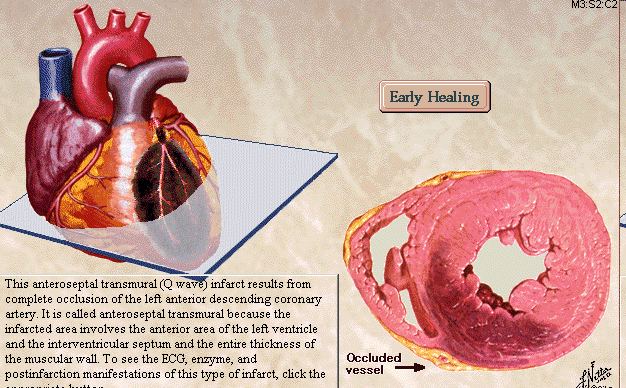 M3:S2:C2
Early Healing
This anteroseptal transmural (Q wave) infarct results from
complete occlusion of the left anterior descending coronary
artery. It is called anteroseptal transmural because the
infarcted area involves the anterior area of the left ventricle
and the interventricular septum and the entire thickness of
the muscular wall. To see the ECG, enzyme, and
postinfarction manifestations of this type of infarct, click the
Occluded
vessel